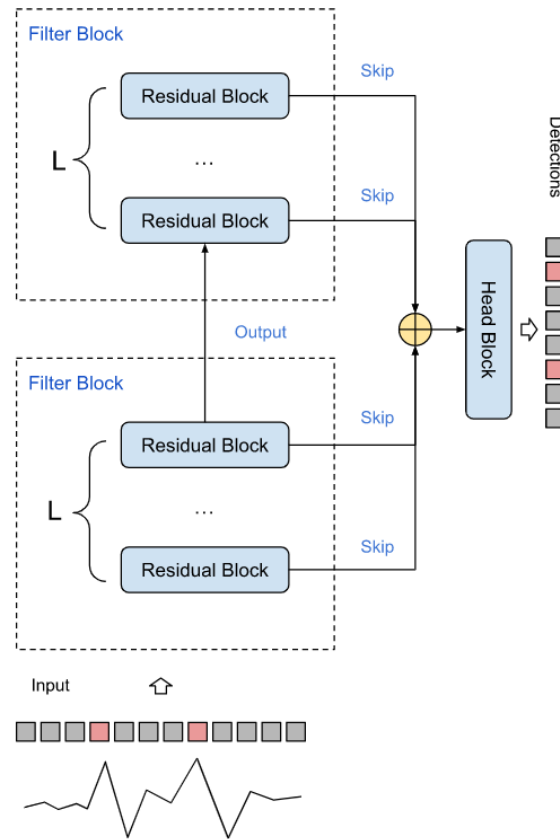 Filter Block
Residual Block
Skip
L
...
Residual Block
Skip
Output
Detections
Head Block
Filter Block
Residual Block
Skip
L
...
Residual Block
Skip
Input